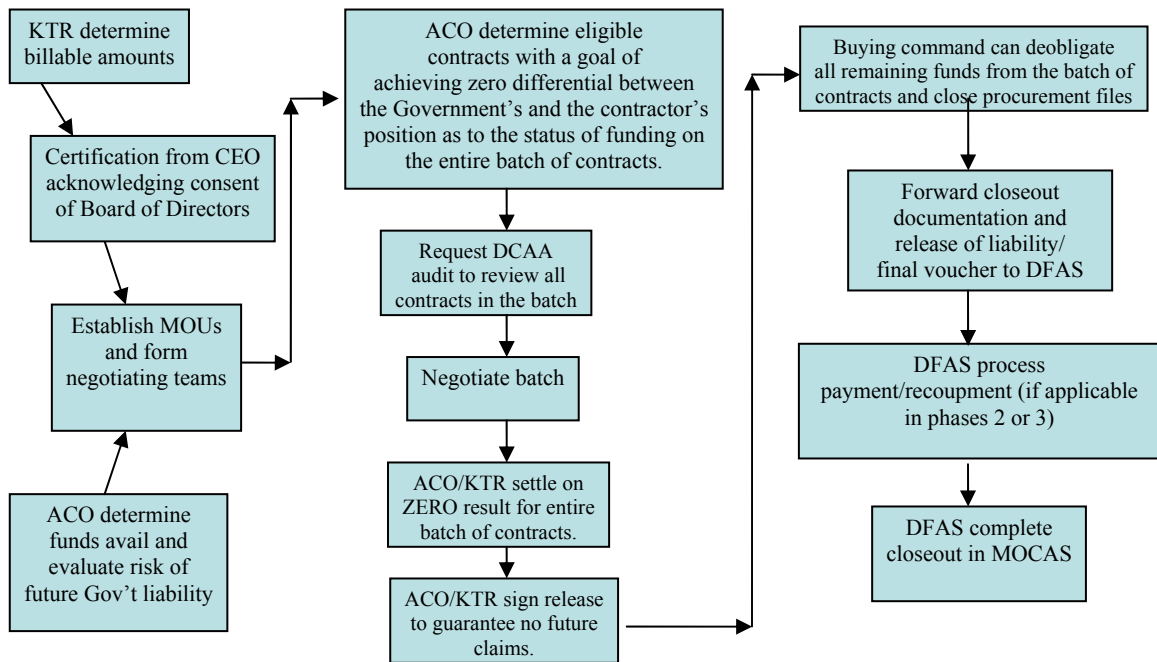 KTR determine
billable amounts
Certification from CEO
acknowledging consent
of Board of Directors
Establish MOUs
and form
negotiating teams
ACO determine
funds avail and
evaluate risk of
future Gov’t liability
ACO determine eligible
contracts with a goal of
achieving zero differential between
the Government’s and the contractor’s
position as to the status of funding on
the entire batch of contracts.
Request DCAA
audit to review all
contracts in the batch
Negotiate batch
ACO/KTR settle on
ZERO result for entire
batch of contracts.
ACO/KTR sign release
to guarantee no future
claims.
Buying command can deobligate
all remaining funds from the batch of
contracts and close procurement files
Forward closeout
documentation and
release of liability/
final voucher to DFAS
DFAS process
payment/recoupment (if applicable
in phases 2 or 3)
DFAS complete
closeout in MOCAS